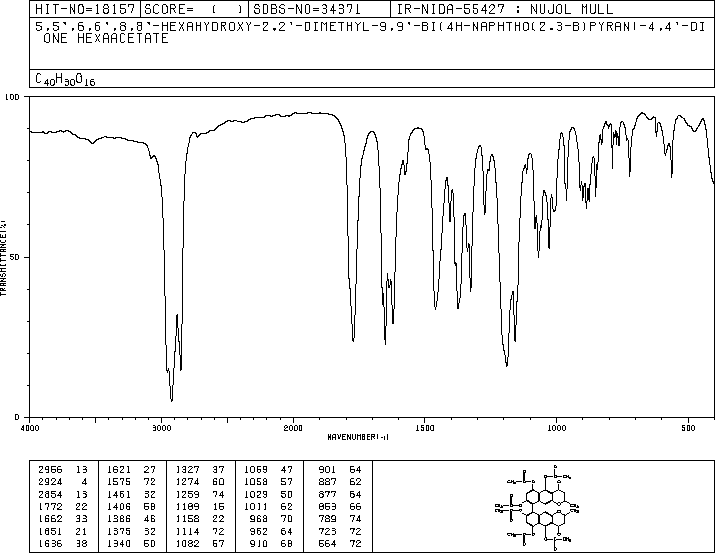 HIT-NO=18157 SCORE= ( ) SDBS-NO=34371 IR-NIDA-55427 : NUJOL MULL
5,5',6,6',8,8'-HEXAHYDROXY-2,2'-DIMETHYL-9,9'-BI(4H-NAPHTHO(2,3-B)PYRAN)-4,4'-DI
ONE HEXAACETATE
C40H30O16
100
50
0
TRANSMITTANCE(%)
4000 3000 2000 1500 1000 500
WAVENUMBER(-1)
2956 13 1621 27 1327 37 1069 47 901 64
2924 4 1575 72 1274 60 1058 57 887 62
2854 13 1461 32 1259 74 1029 50 877 64
1772 22 1406 58 1189 15 1011 62 853 66
1662 33 1386 46 1158 22 968 70 789 74
1651 21 1375 32 1114 72 962 64 723 72
1636 38 1340 50 1082 57 910 68 564 72